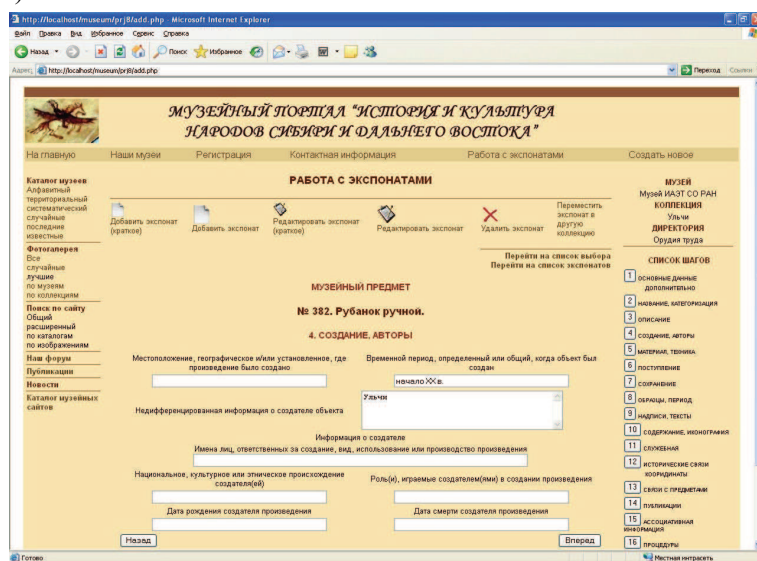 http://localhost/museum/prj8/add.php - Microsoft Internet Explorer
Файл Правка Вид Избранное Сервис Справка
Назад Поиск Избранное
Адрес: http://localhost/museum/prj8/add.php Переход Ссылки
МУЗЕЙНЫЙ ПОРТАЛ "ИСТОРИЯ И КУЛЬТУРА
НАРОДОВ СИБИРИ И ДАЛЬНЕГО ВОСТОКА"
На главную Наши музеи Регистрация Контактная информация Работа с экспонатами Создать новое
Каталог музеев
Алфавитный
территориальный
систематический
случайные
последние
известные
Фотогалерея
Все
случайные
лучшие
по музеям
по коллекциям
Поиск по сайту
Общий
расширенный
по каталогам
по изображениям
Наш форум
Публикации
Новости
Каталог музейных
сайтов
РАБОТА С ЭКСПОНАТАМИ
Добавить экспонат
(краткое)
Добавить экспонат
Редактировать экспонат
(краткое)
Редактировать экспонат
Удалить экспонат
Переместить
экспонат в
другую
коллекцию
Перейти на список выбора
Перейти на список экспонатов
МУЗЕЙНЫЙ ПРЕДМЕТ
№ 382. Рубанок ручной.
4. СОЗДАНИЕ, АВТОРЫ
Местоположение, географическое и/или установленное, где
произведение было создано
Временной период, определенный или общий, когда объект был
создан
начало XX в.
Недифференцированная информация о создателе объекта
Ульчи
Информация о создателе
Имена лиц, ответственных за создание, вид, использование или производство произведения
Национальное, культурное или этническое происхождение
создателя(ей)
Роль(и), играемые создателем(ями) в создании произведения
Дата рождения создателя произведения
Дата смерти создателя произведения
Назад Вперед
МУЗЕЙ
Музей ИАЭТ СО РАН
КОЛЛЕКЦИЯ
Ульчи
ДИРЕКТОРИЯ
Орудия труда
СПИСОК ШАГОВ
1 ОСНОВНЫЕ ДАННЫЕ
ДОПОЛНИТЕЛЬНО
2 НАЗВАНИЕ, КАТЕГОРИЗАЦИЯ
3 ОПИСАНИЕ
4 СОЗДАНИЕ, АВТОРЫ
5 МАТЕРИАЛ, ТЕХНИКА
6 ПОСТУПЛЕНИЕ
7 СОХРАНЕНИЕ
8 ОБРАЗЦЫ, ПЕРИОД
9 НАДПИСИ, ТЕКСТЫ
10 СОДЕРЖАНИЕ, ИКОНОГРАФИЯ
11 СЛУЖЕБНАЯ
12 ИСТОРИЧЕСКИЕ СВЯЗИ
КООРДИНАТЫ
13 СВЯЗИ С ПРЕДМЕТАМИ
14 ПУБЛИКАЦИИ
15 АССОЦИАТИВНАЯ
ИНФОРМАЦИЯ
16 ПРОЦЕДУРЫ
Готово Местная интрасеть